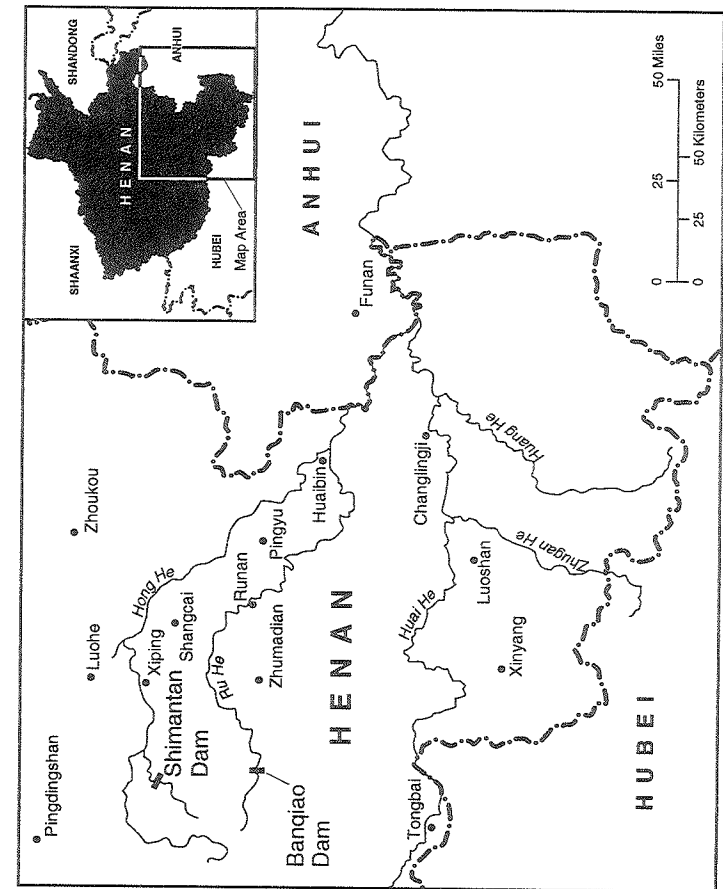 SHANDONG
SHAANXI
ANHUI
HENAN
HUBEI
Map Area
Pingdingshan
Luohe
Zhoukou
Hong He
Xiping
Shangcai
Shimantan
Dam
Ru He
Runan
Pingyu
Zhumadian
Huaibin
Banqiao
Dam
HENAN
ANHUI
Funan
Changlingji
Huai He
Huang He
Zhugan He
Luoshan
Xinyang
Tongbai
HUBEI
0 25 50 Miles
0 25 50 Kilometers